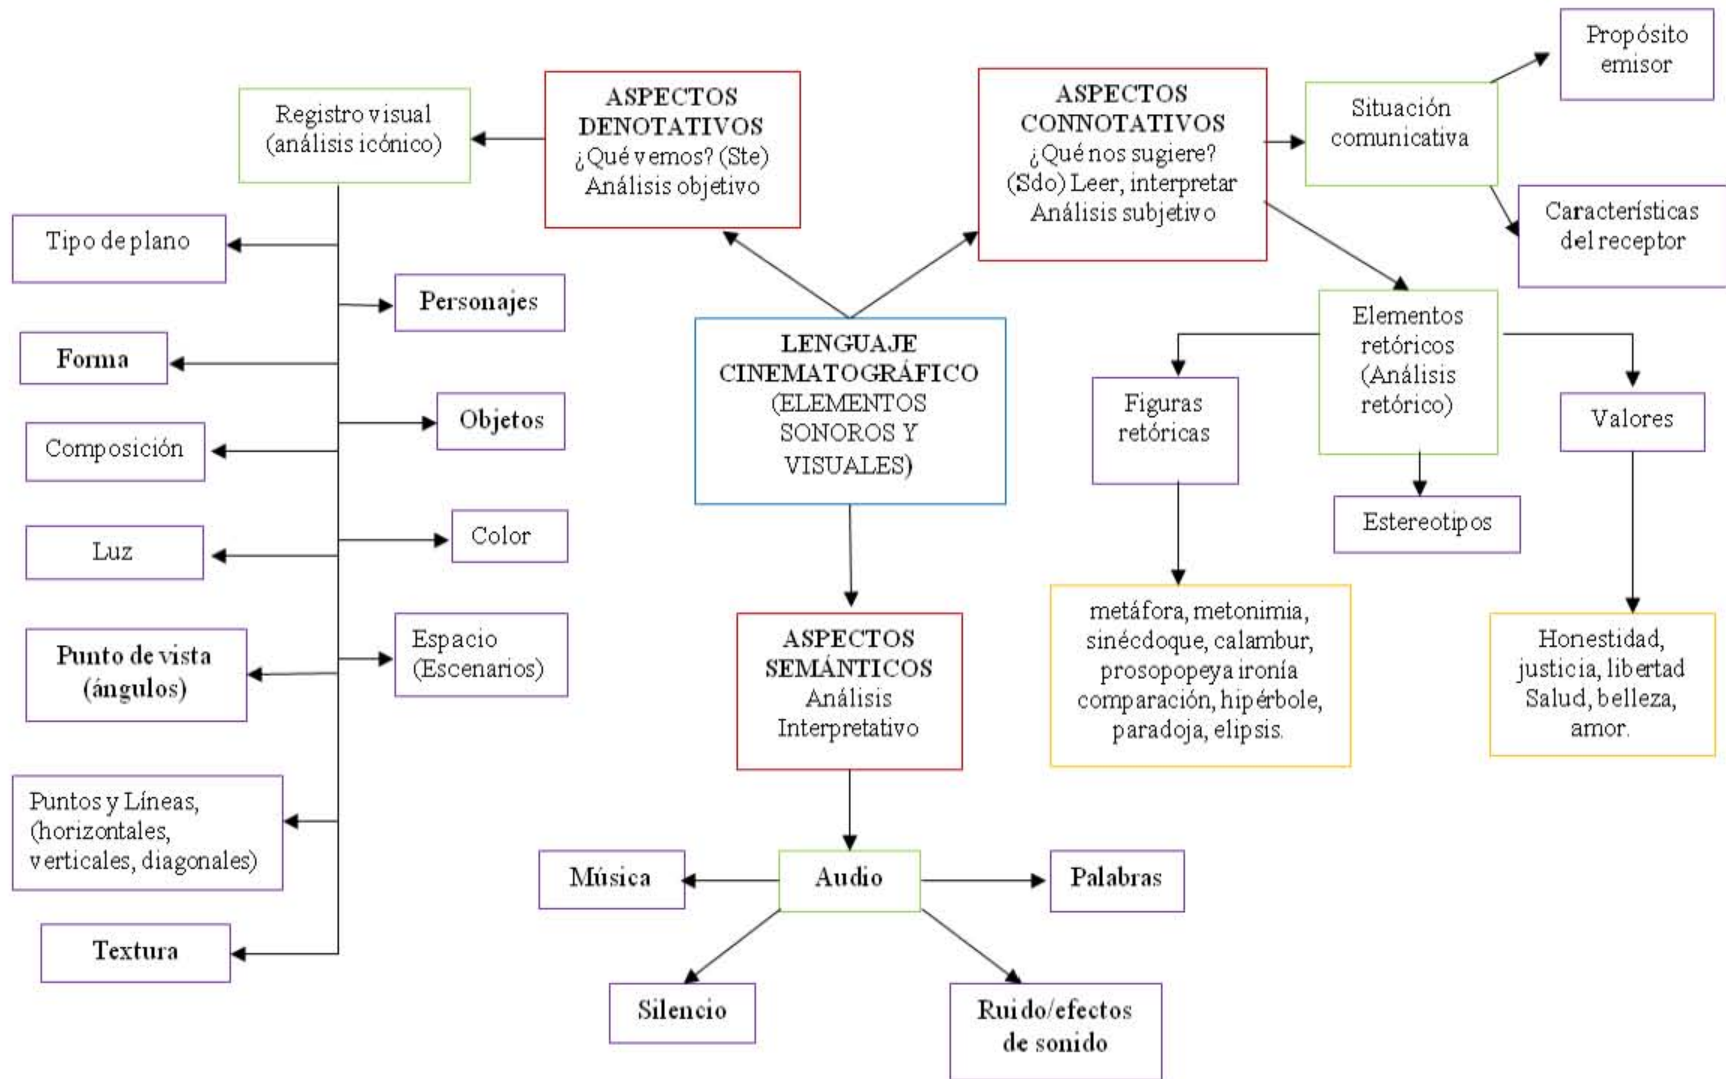 Propósito
emisor
ASPECTOS
DENOTATIVOS
¿Qué vemos? (Ste)
Análisis objetivo
ASPECTOS
CONNOTATIVOS
¿Qué nos sugiere?
(Sdo) Leer, interpretar
Análisis subjetivo
Situación
comunicativa
Registro visual
(análisis icónico)
Características
del receptor
Tipo de plano
Personajes
Forma
Objetos
Composición
Color
Luz
Espacio
(Escenarios)
Punto de vista
(ángulos)
Puntos y Líneas,
(horizontales,
verticales, diagonales)
Textura
LENGUAJE
CINEMATOGRÁFICO
(ELEMENTOS
SONOROS Y
VISUALES)
Elementos
retóricos
(Análisis
retórico)
Figuras
retóricas
Valores
Estereotipos
metáfora, metonimia,
sinécdoque, calambur,
prosopopeya ironía
comparación, hipérbole,
paradoja, elipsis.
Honestidad,
justicia, libertad
Salud, belleza,
amor.
ASPECTOS
SEMÁNTICOS
Análisis
Interpretativo
Música
Audio
Palabras
Silencio
Ruido/efectos
de sonido